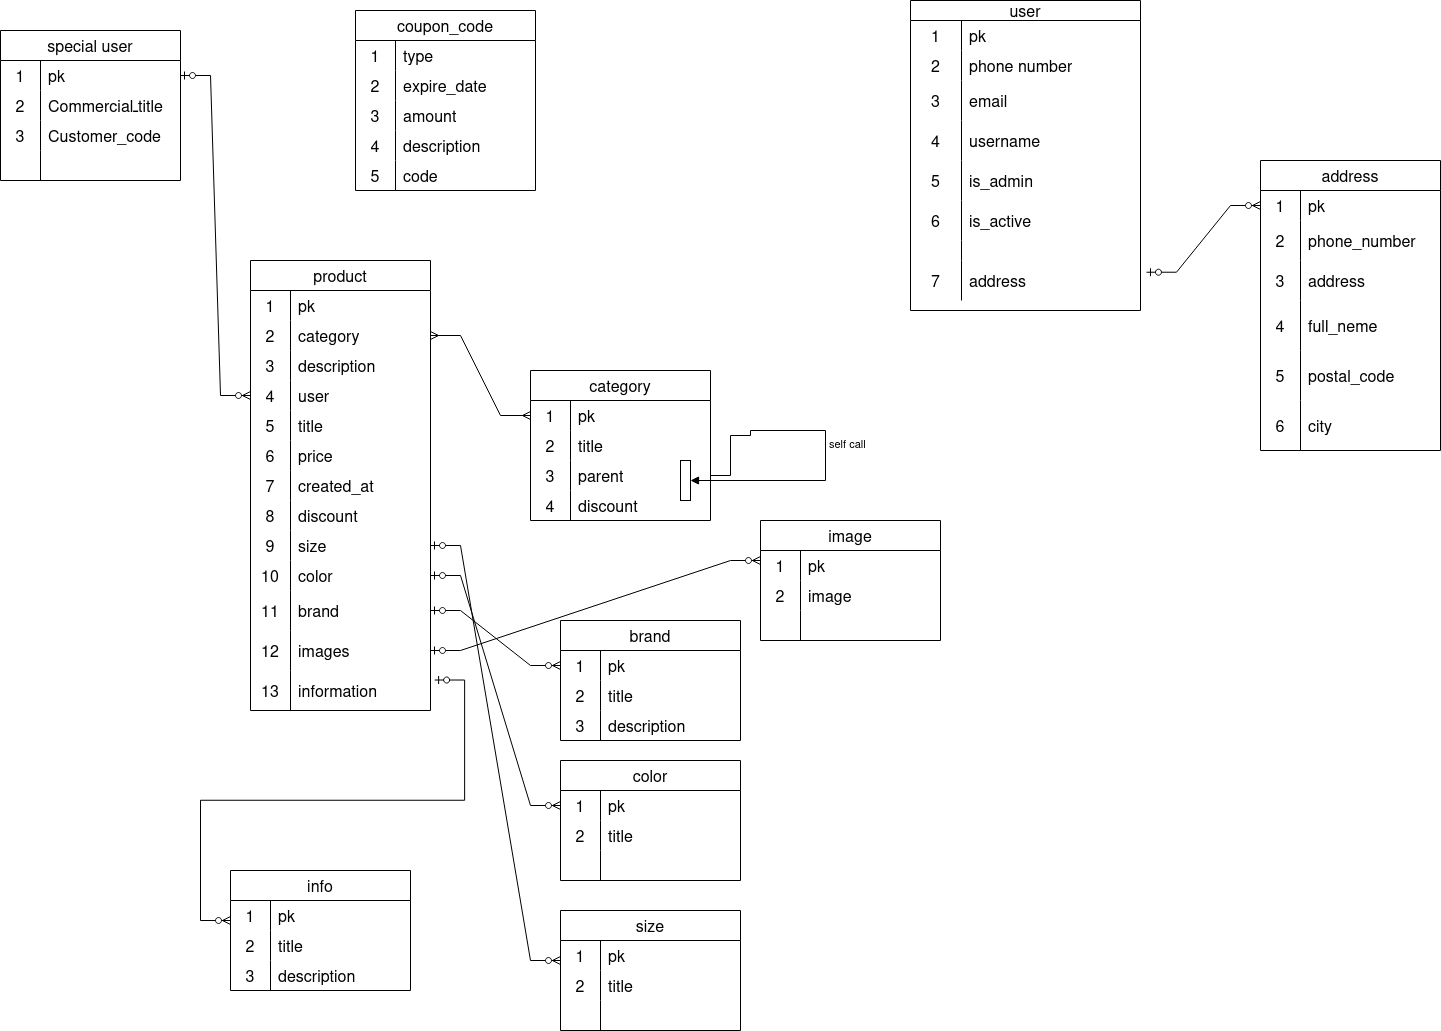 special user
1 pk
2 Commercial_title
3 Customer_code
coupon_code
1 type
2 expire_date
3 amount
4 description
5 code
user
1 pk
2 phone number
3 email
4 username
5 is_admin
6 is_active
7 address
address
1 pk
2 phone_number
3 address
4 full_neme
5 postal_code
6 city
product
1 pk
2 category
3 description
4 user
5 title
6 price
7 created_at
8 discount
9 size
10 color
11 brand
12 images
13 information
category
1 pk
2 title
3 parent
4 discount
self call
image
1 pk
2 image
brand
1 pk
2 title
3 description
color
1 pk
2 title
info
1 pk
2 title
3 description
size
1 pk
2 title